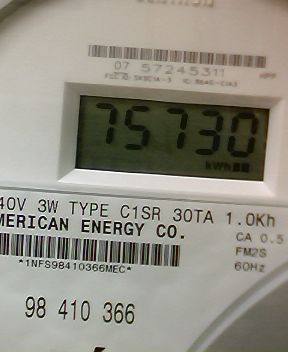 07 57245311
75730
kWh
40V 3W TYPE C1SR 30TA 1.0Kh
MERICAN ENERGY CO.
CA 0.5
FM2S
*1NFS98410366MEC*
60Hz
98 410 366